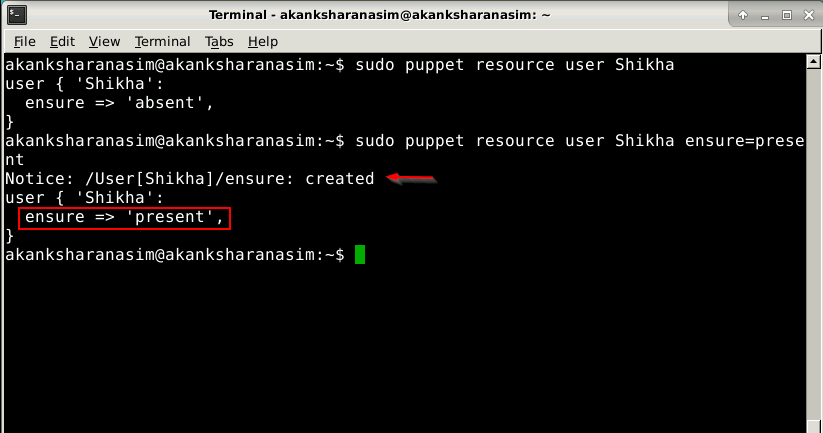 Terminal - akanksharanasim@akanksharanasim: ~
File Edit View Terminal Tabs Help
akanksharanasim@akanksharanasim:~$ sudo puppet resource user Shikha
user { 'Shikha':
  ensure => 'absent',
}
akanksharanasim@akanksharanasim:~$ sudo puppet resource user Shikha ensure=prese
nt
Notice: /User[Shikha]/ensure: created
user { 'Shikha':
  ensure => 'present',
}
akanksharanasim@akanksharanasim:~$